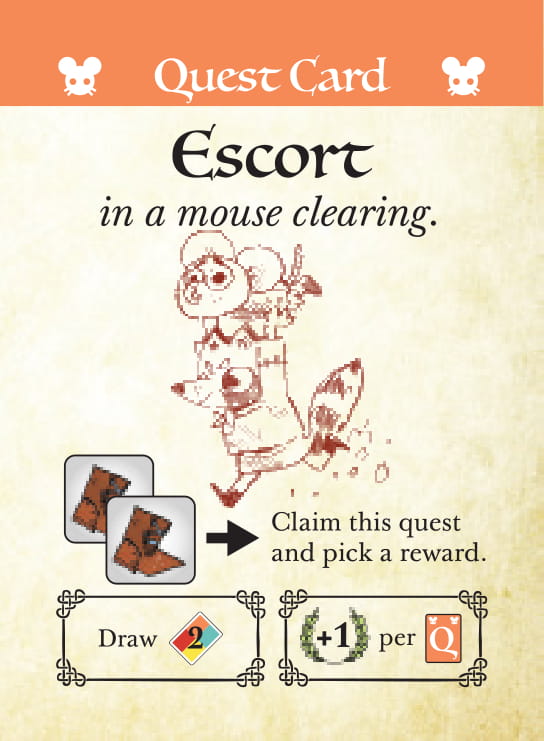 Quest Card
Escort
in a mouse clearing.
Claim this quest
and pick a reward.
Draw 2
+1 per Q